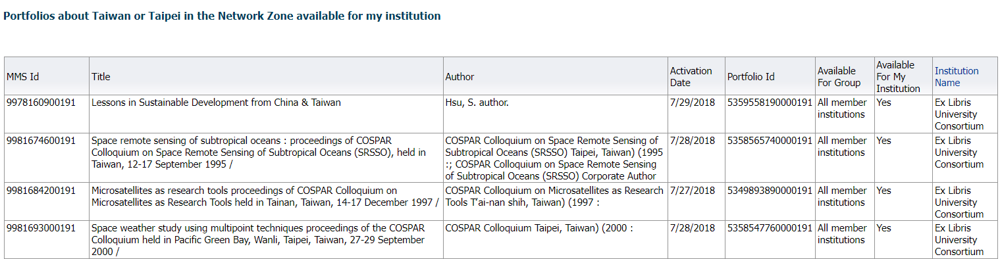 Portfolios about Taiwan or Taipei in the Network Zone available for my institution
MMS Id
Title
Author
Activation
Date
Portfolio Id
Available
For Group
Available
For My
Institution
Institution
Name
9978160900191
Lessons in Sustainable Development from China & Taiwan
Hsu, S. author.
7/29/2018
5359558190000191
All member
institutions
Yes
Ex Libris
University
Consortium
9981674600191
Space remote sensing of subtropical oceans : proceedings of COSPAR
Colloquium on Space Remote Sensing of Subtropical Oceans (SRSSO), held in
Taiwan, 12-17 September 1995 /
COSPAR Colloquium on Space Remote Sensing of
Subtropical Oceans (SRSSO) Taipei, Taiwan) (1995
:; COSPAR Colloquium on Space Remote Sensing
of Subtropical Oceans (SRSSO) Corporate Author
7/28/2018
5358565740000191
All member
institutions
Yes
Ex Libris
University
Consortium
9981684200191
Microsatellites as research tools proceedings of COSPAR Colloquium on
Microsatellites as Research Tools held in Tainan, Taiwan, 14-17 December 1997 /
COSPAR Colloquium on Microsatellites as Research
Tools Tʻai-nan shih, Taiwan) (1997 :
7/27/2018
5349893890000191
All member
institutions
Yes
Ex Libris
University
Consortium
9981693000191
Space weather study using multipoint techniques proceedings of the COSPAR
Colloquium held in Pacific Green Bay, Wanli, Taipei, Taiwan, 27-29 September
2000 /
COSPAR Colloquium Taipei, Taiwan) (2000 :
7/28/2018
5358547760000191
All member
institutions
Yes
Ex Libris
University
Consortium